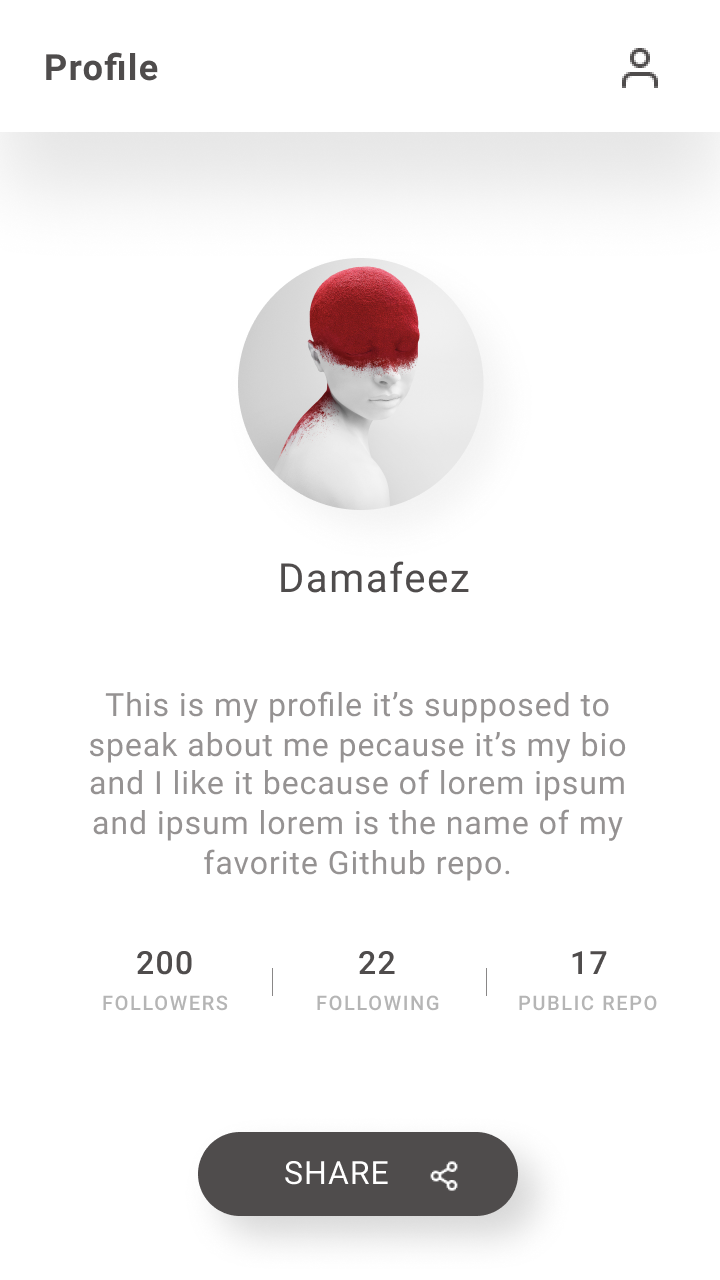 Profile
Damafeez
This is my profile it’s supposed to
speak about me pecause it’s my bio
and I like it because of lorem ipsum
and ipsum lorem is the name of my
favorite Github repo.
200 22 17
FOLLOWERS FOLLOWING PUBLIC REPO
SHARE